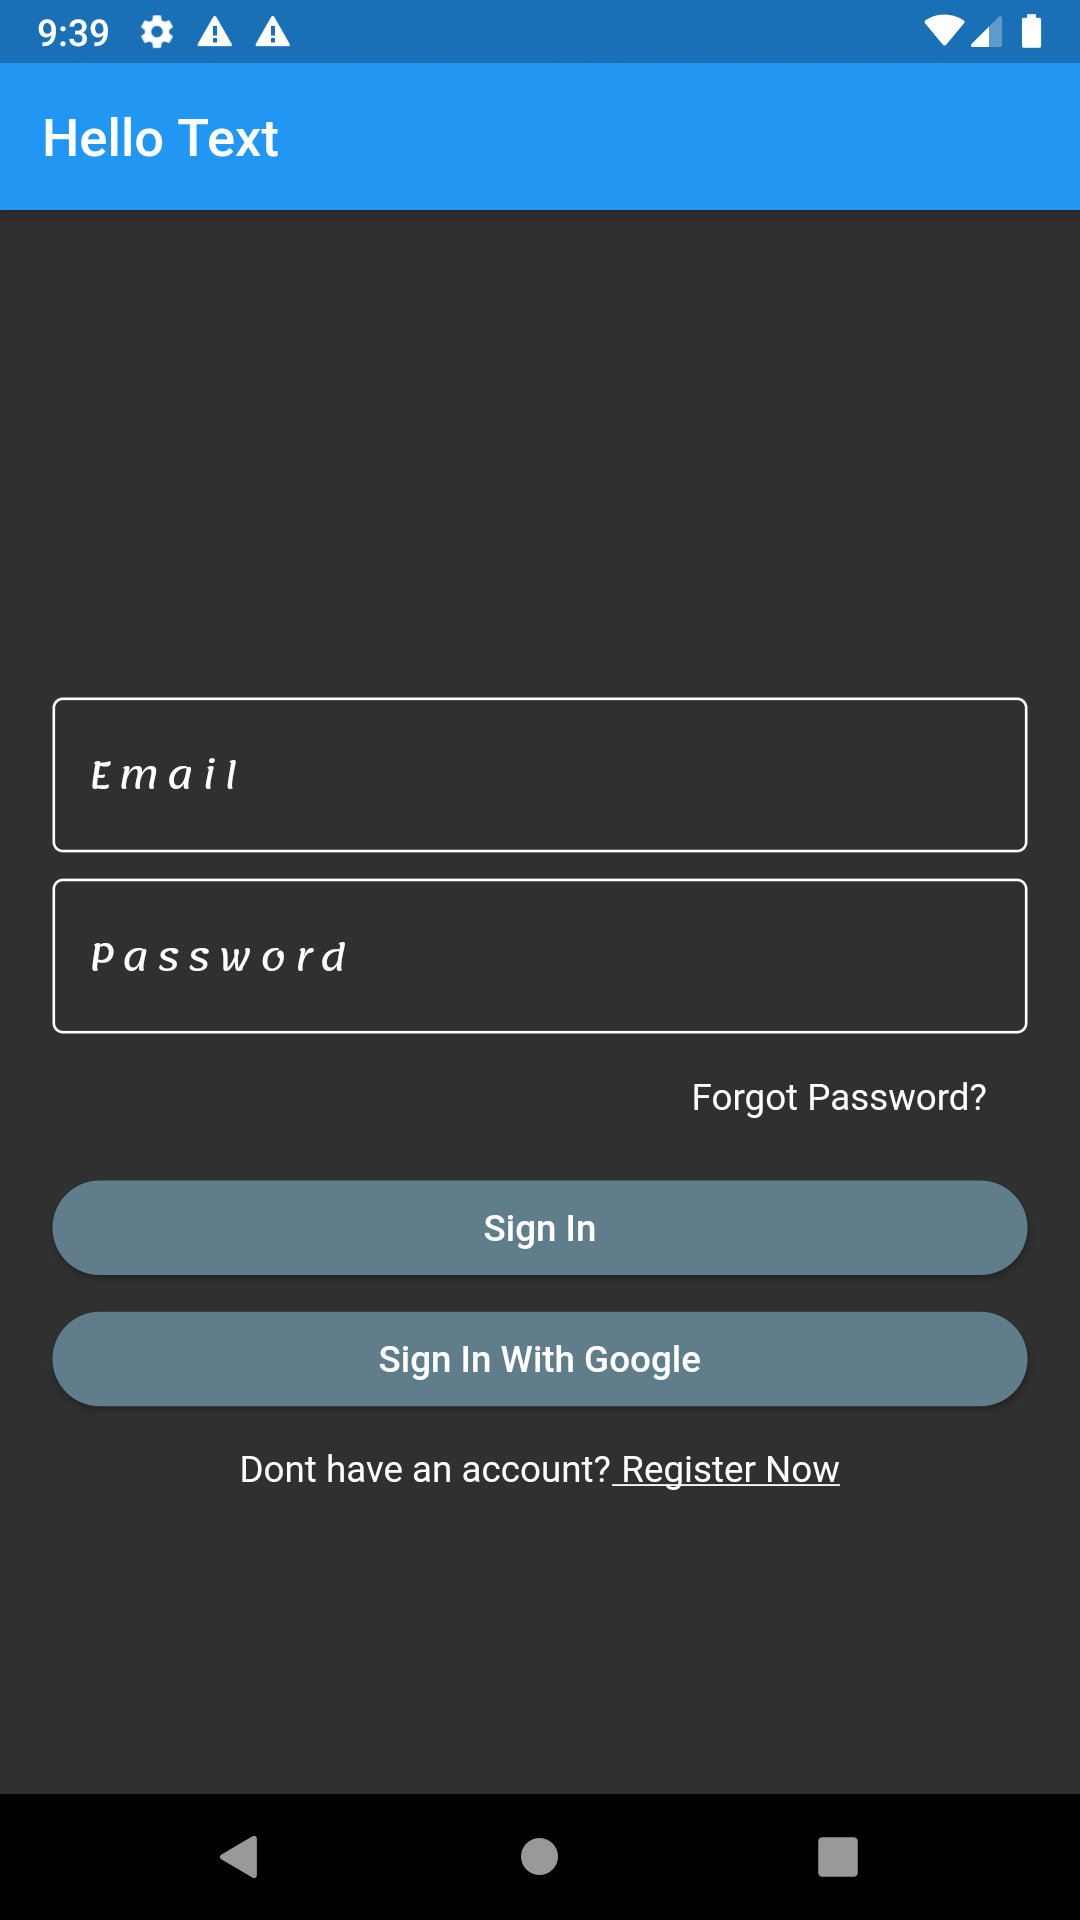 9:39
Hello Text
Email
Password
Forgot Password?
Sign In
Sign In With Google
Dont have an account? Register Now